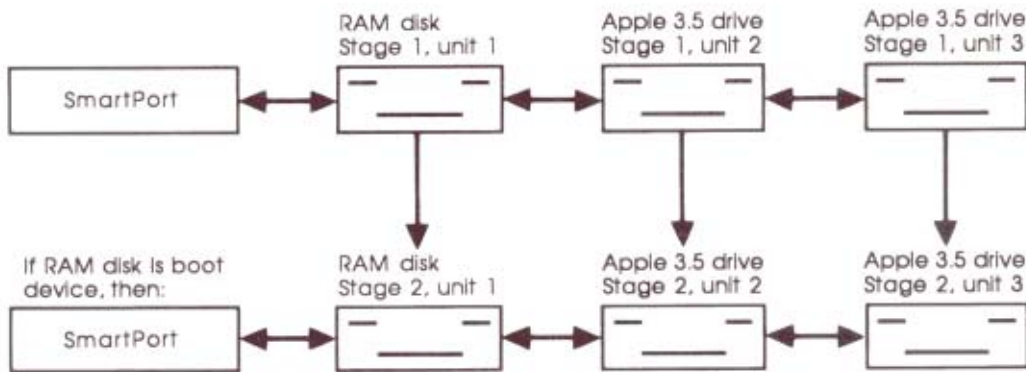 RAM disk
Stage 1, unit 1
Apple 3.5 drive
Stage 1, unit 2
Apple 3.5 drive
Stage 1, unit 3
SmartPort
If RAM disk is boot
device, then:
RAM disk
Stage 2, unit 1
Apple 3.5 drive
Stage 2, unit 2
Apple 3.5 drive
Stage 2, unit 3
SmartPort